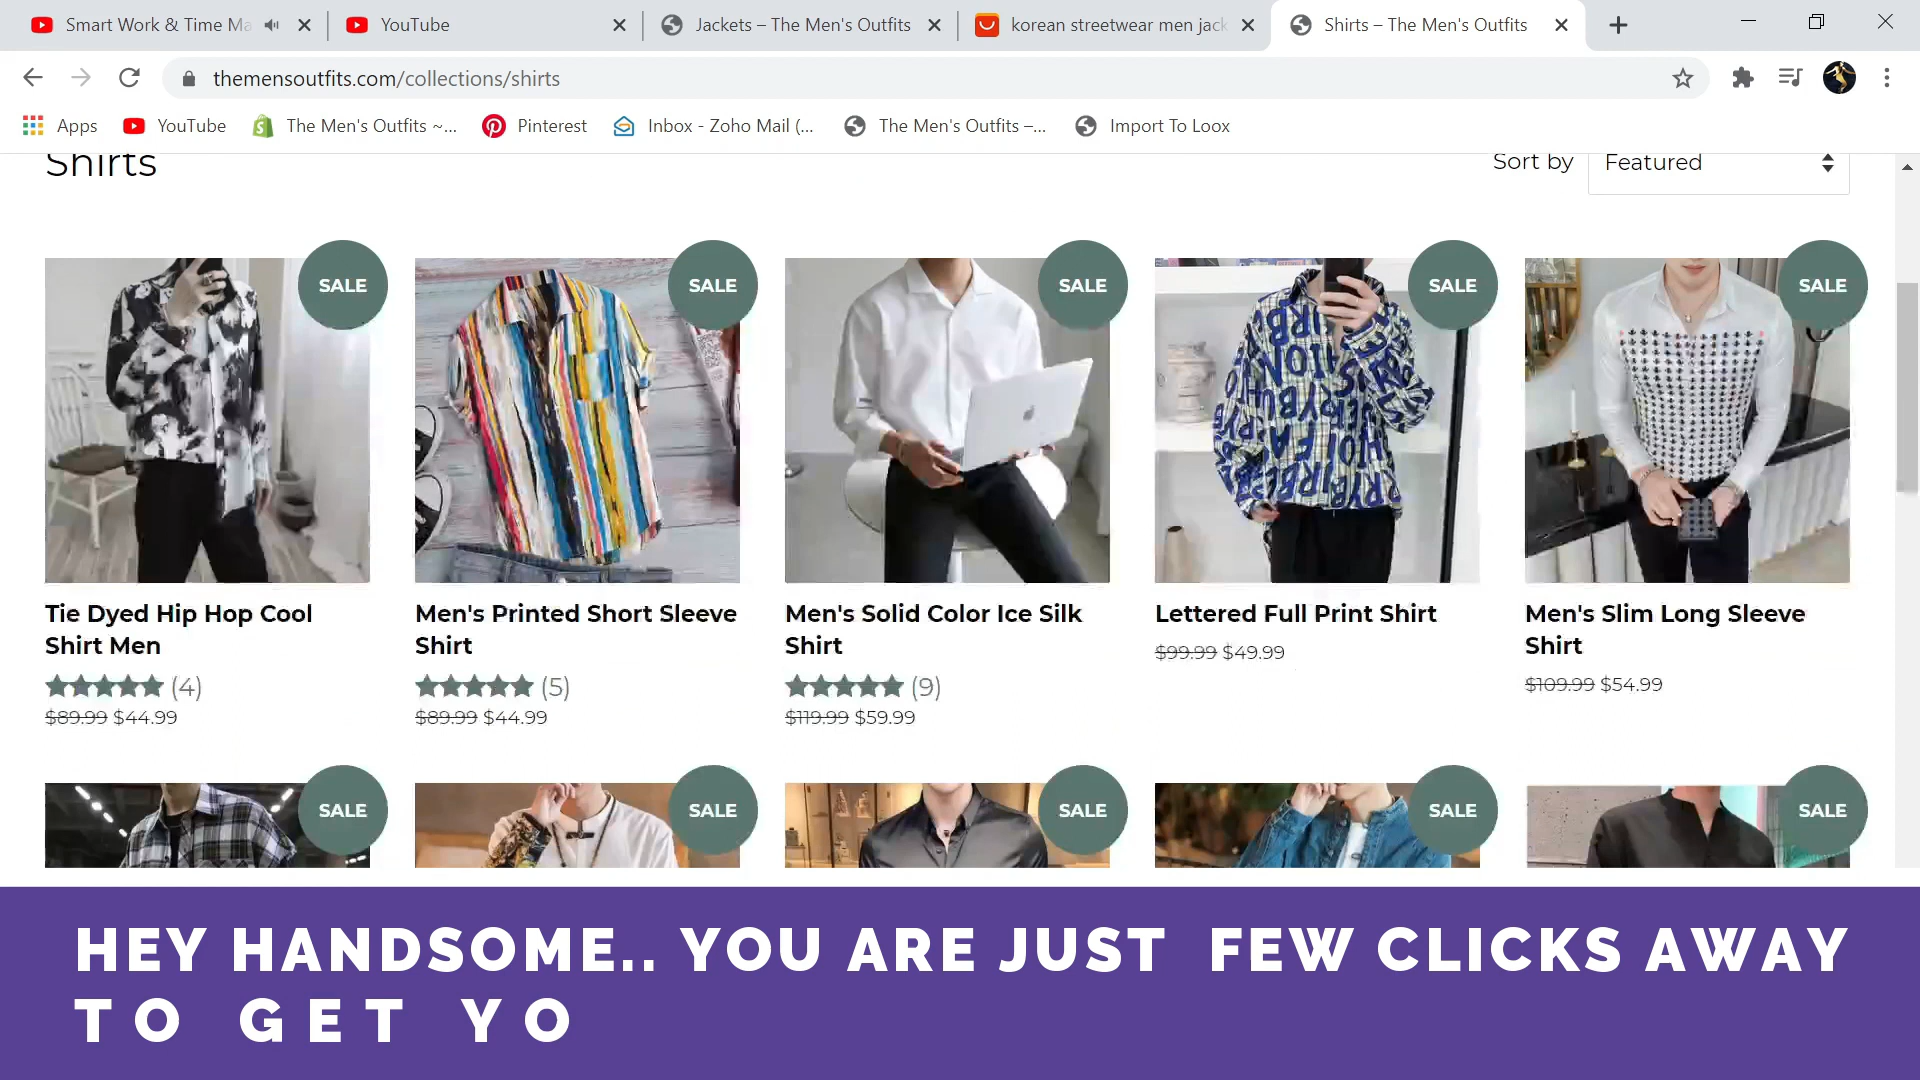 Smart Work & Time Ma
YouTube
Jackets – The Men's Outfits
korean streetwear men jack
Shirts – The Men's Outfits
themensoutfits.com/collections/shirts
Apps
YouTube
The Men's Outfits ~...
Pinterest
Inbox - Zoho Mail (...
The Men's Outfits –...
Import To Loox
Shirts
Sort by
Featured
SALE
SALE
SALE
SALE
SALE
Tie Dyed Hip Hop Cool
Shirt Men
(4)
$89.99 $44.99
Men's Printed Short Sleeve
Shirt
(5)
$89.99 $44.99
Men's Solid Color Ice Silk
Shirt
(9)
$119.99 $59.99
Lettered Full Print Shirt
$99.99 $49.99
Men's Slim Long Sleeve
Shirt
$109.99 $54.99
SALE
SALE
SALE
SALE
SALE
HEY HANDSOME.. YOU ARE JUST FEW CLICKS AWAY
TO GET YO